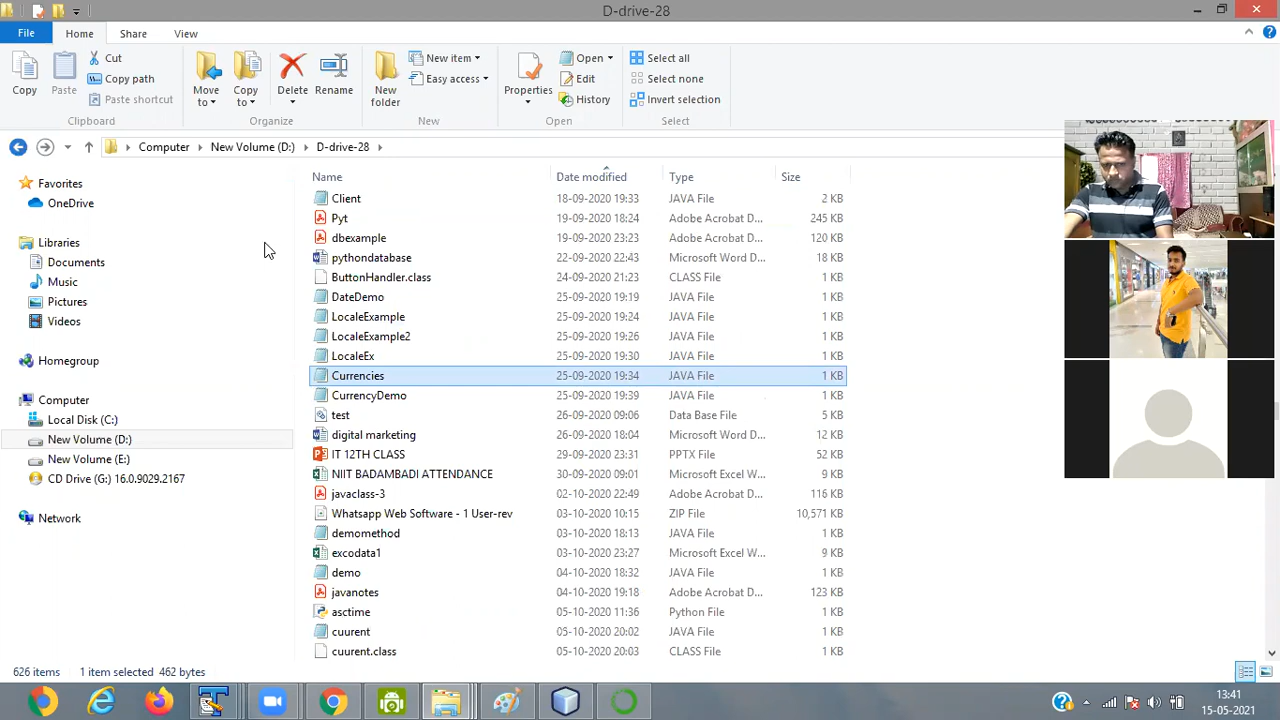 D-drive-28
File Home Share View
Copy Paste Cut Copy path Paste shortcut
Move to Copy to Delete Rename
New folder New item Easy access
Properties Open Edit History
Select all Select none Invert selection
Clipboard Organize New Open Select
Computer New Volume (D:) D-drive-28
Favorites
OneDrive
Libraries
Documents
Music
Pictures
Videos
Homegroup
Computer
Local Disk (C:)
New Volume (D:)
New Volume (E:)
CD Drive (G:) 16.0.9029.2167
Network
Name Date modified Type Size
Client 18-09-2020 19:33 JAVA File 2 KB
Pyt 19-09-2020 18:24 Adobe Acrobat D... 245 KB
dbexample 19-09-2020 23:23 Adobe Acrobat D... 120 KB
pythondatabase 22-09-2020 22:43 Microsoft Word D... 18 KB
ButtonHandler.class 24-09-2020 21:23 CLASS File 1 KB
DateDemo 25-09-2020 19:19 JAVA File 1 KB
LocaleExample 25-09-2020 19:24 JAVA File 1 KB
LocaleExample2 25-09-2020 19:26 JAVA File 1 KB
LocaleEx 25-09-2020 19:30 JAVA File 1 KB
Currencies 25-09-2020 19:34 JAVA File 1 KB
CurrencyDemo 25-09-2020 19:39 JAVA File 1 KB
test 26-09-2020 09:06 Data Base File 5 KB
digital marketing 26-09-2020 18:04 Microsoft Word D... 12 KB
IT 12TH CLASS 29-09-2020 23:31 PPTX File 52 KB
NIIT BADAMBADI ATTENDANCE 30-09-2020 09:01 Microsoft Excel W... 9 KB
javaclass-3 02-10-2020 22:49 Adobe Acrobat D... 116 KB
Whatsapp Web Software - 1 User-rev 03-10-2020 10:15 ZIP File 10,571 KB
demomethod 03-10-2020 18:13 JAVA File 1 KB
excodata1 03-10-2020 23:27 Microsoft Excel W... 9 KB
demo 04-10-2020 18:32 JAVA File 1 KB
javanotes 04-10-2020 19:18 Adobe Acrobat D... 123 KB
asctime 05-10-2020 11:36 Python File 1 KB
cuurent 05-10-2020 20:02 JAVA File 1 KB
cuurent.class 05-10-2020 20:03 CLASS File 1 KB
626 items 1 item selected 462 bytes
13:41
15-05-2021